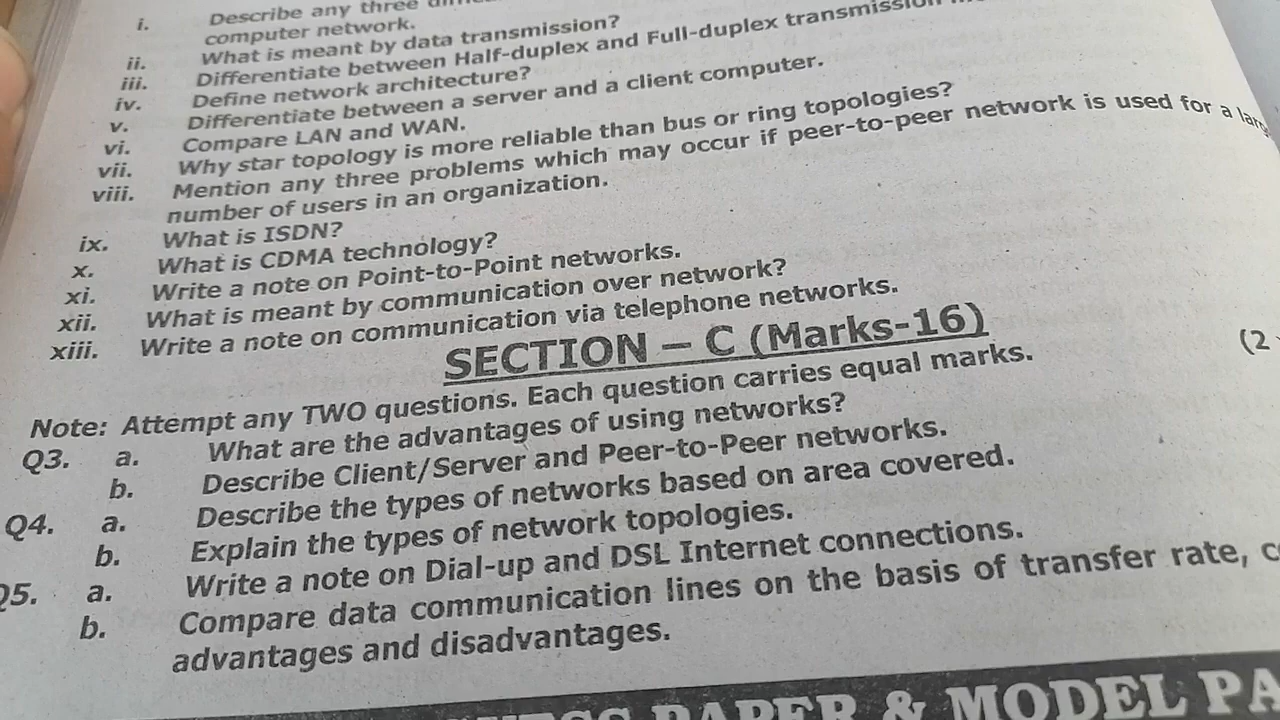 i. Describe any three
computer network.
ii. What is meant by data transmission?
iii. Differentiate between Half-duplex and Full-duplex transmission
iv. Define network architecture?
v. Differentiate between a server and a client computer.
vi. Compare LAN and WAN.
vii. Why star topology is more reliable than bus or ring topologies?
viii. Mention any three problems which may occur if peer-to-peer network is used for a
number of users in an organization.
ix. What is ISDN?
x. What is CDMA technology?
xi. Write a note on Point-to-Point networks.
xii. What is meant by communication over network?
xiii. Write a note on communication via telephone networks.
SECTION – C (Marks-16)
(2
Note: Attempt any TWO questions. Each question carries equal marks.
Q3. a. What are the advantages of using networks?
b. Describe Client/Server and Peer-to-Peer networks.
Q4. a. Describe the types of networks based on area covered.
b. Explain the types of network topologies.
Q5. a. Write a note on Dial-up and DSL Internet connections.
b. Compare data communication lines on the basis of transfer rate,
advantages and disadvantages.
PAPER & MODEL PA